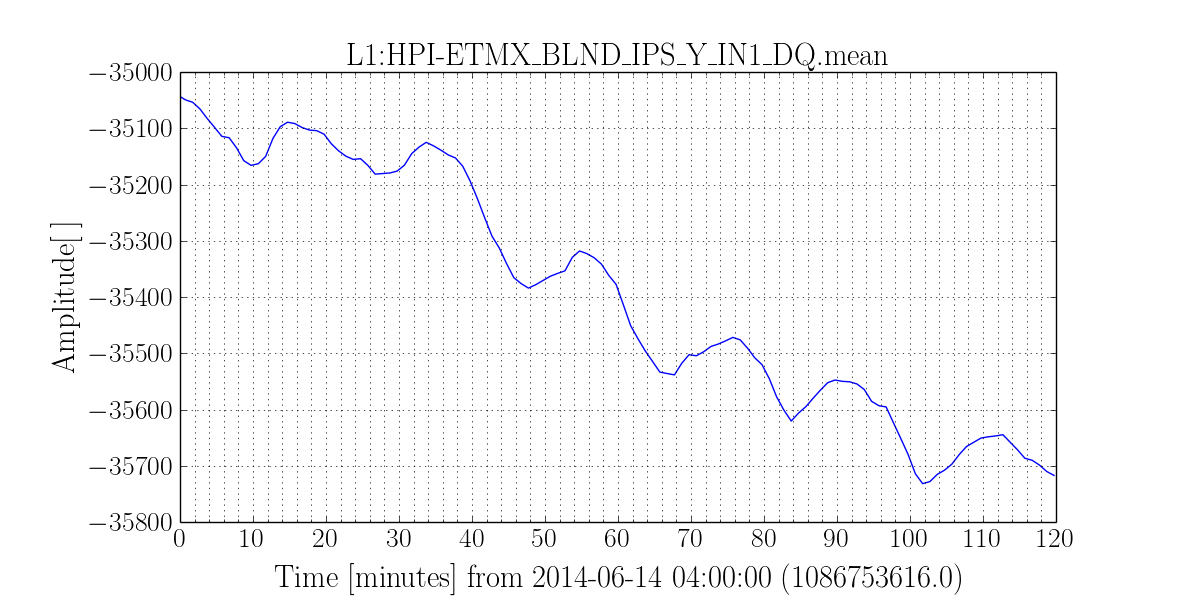 L1:HPI-ETMX_BLND_IPS_Y_IN1_DQ.mean
−35000
−35100
−35200
−35300
−35400
−35500
−35600
−35700
−35800
Amplitude[ ]
0 10 20 30 40 50 60 70 80 90 100 110 120
Time [minutes] from 2014-06-14 04:00:00 (1086753616.0)